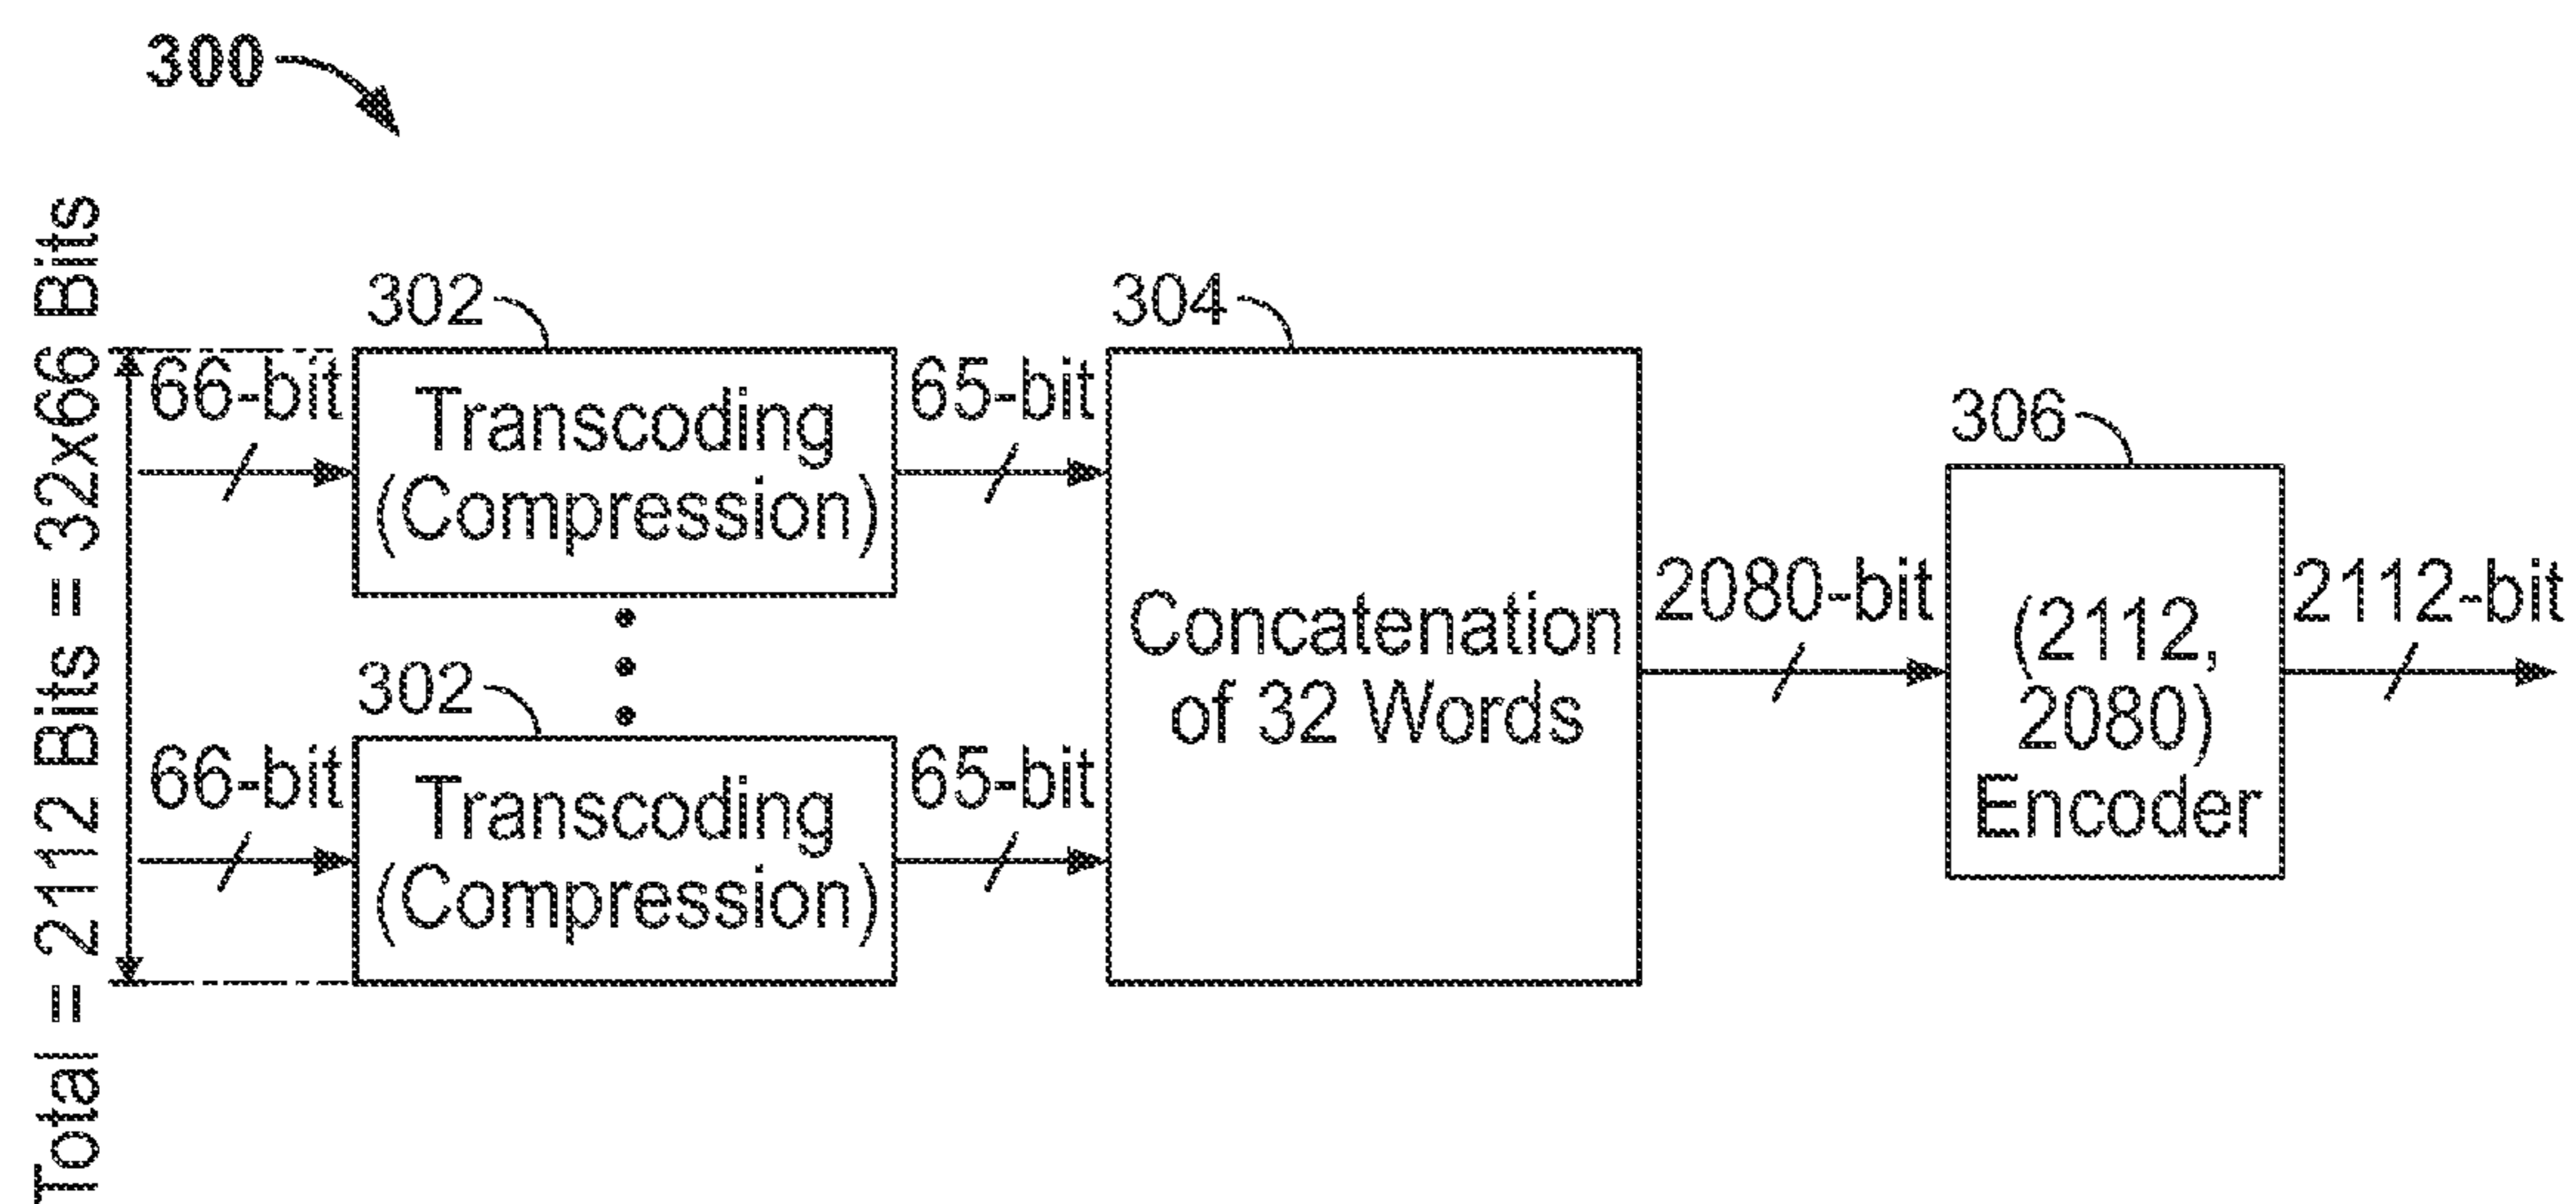 300
Total = 2112 Bits = 32x66 Bits
302
66-bit
Transcoding
(Compression)
65-bit
302
66-bit
Transcoding
(Compression)
65-bit
304
Concatenation
of 32 Words
2080-bit
306
(2112,
2080)
Encoder
2112-bit